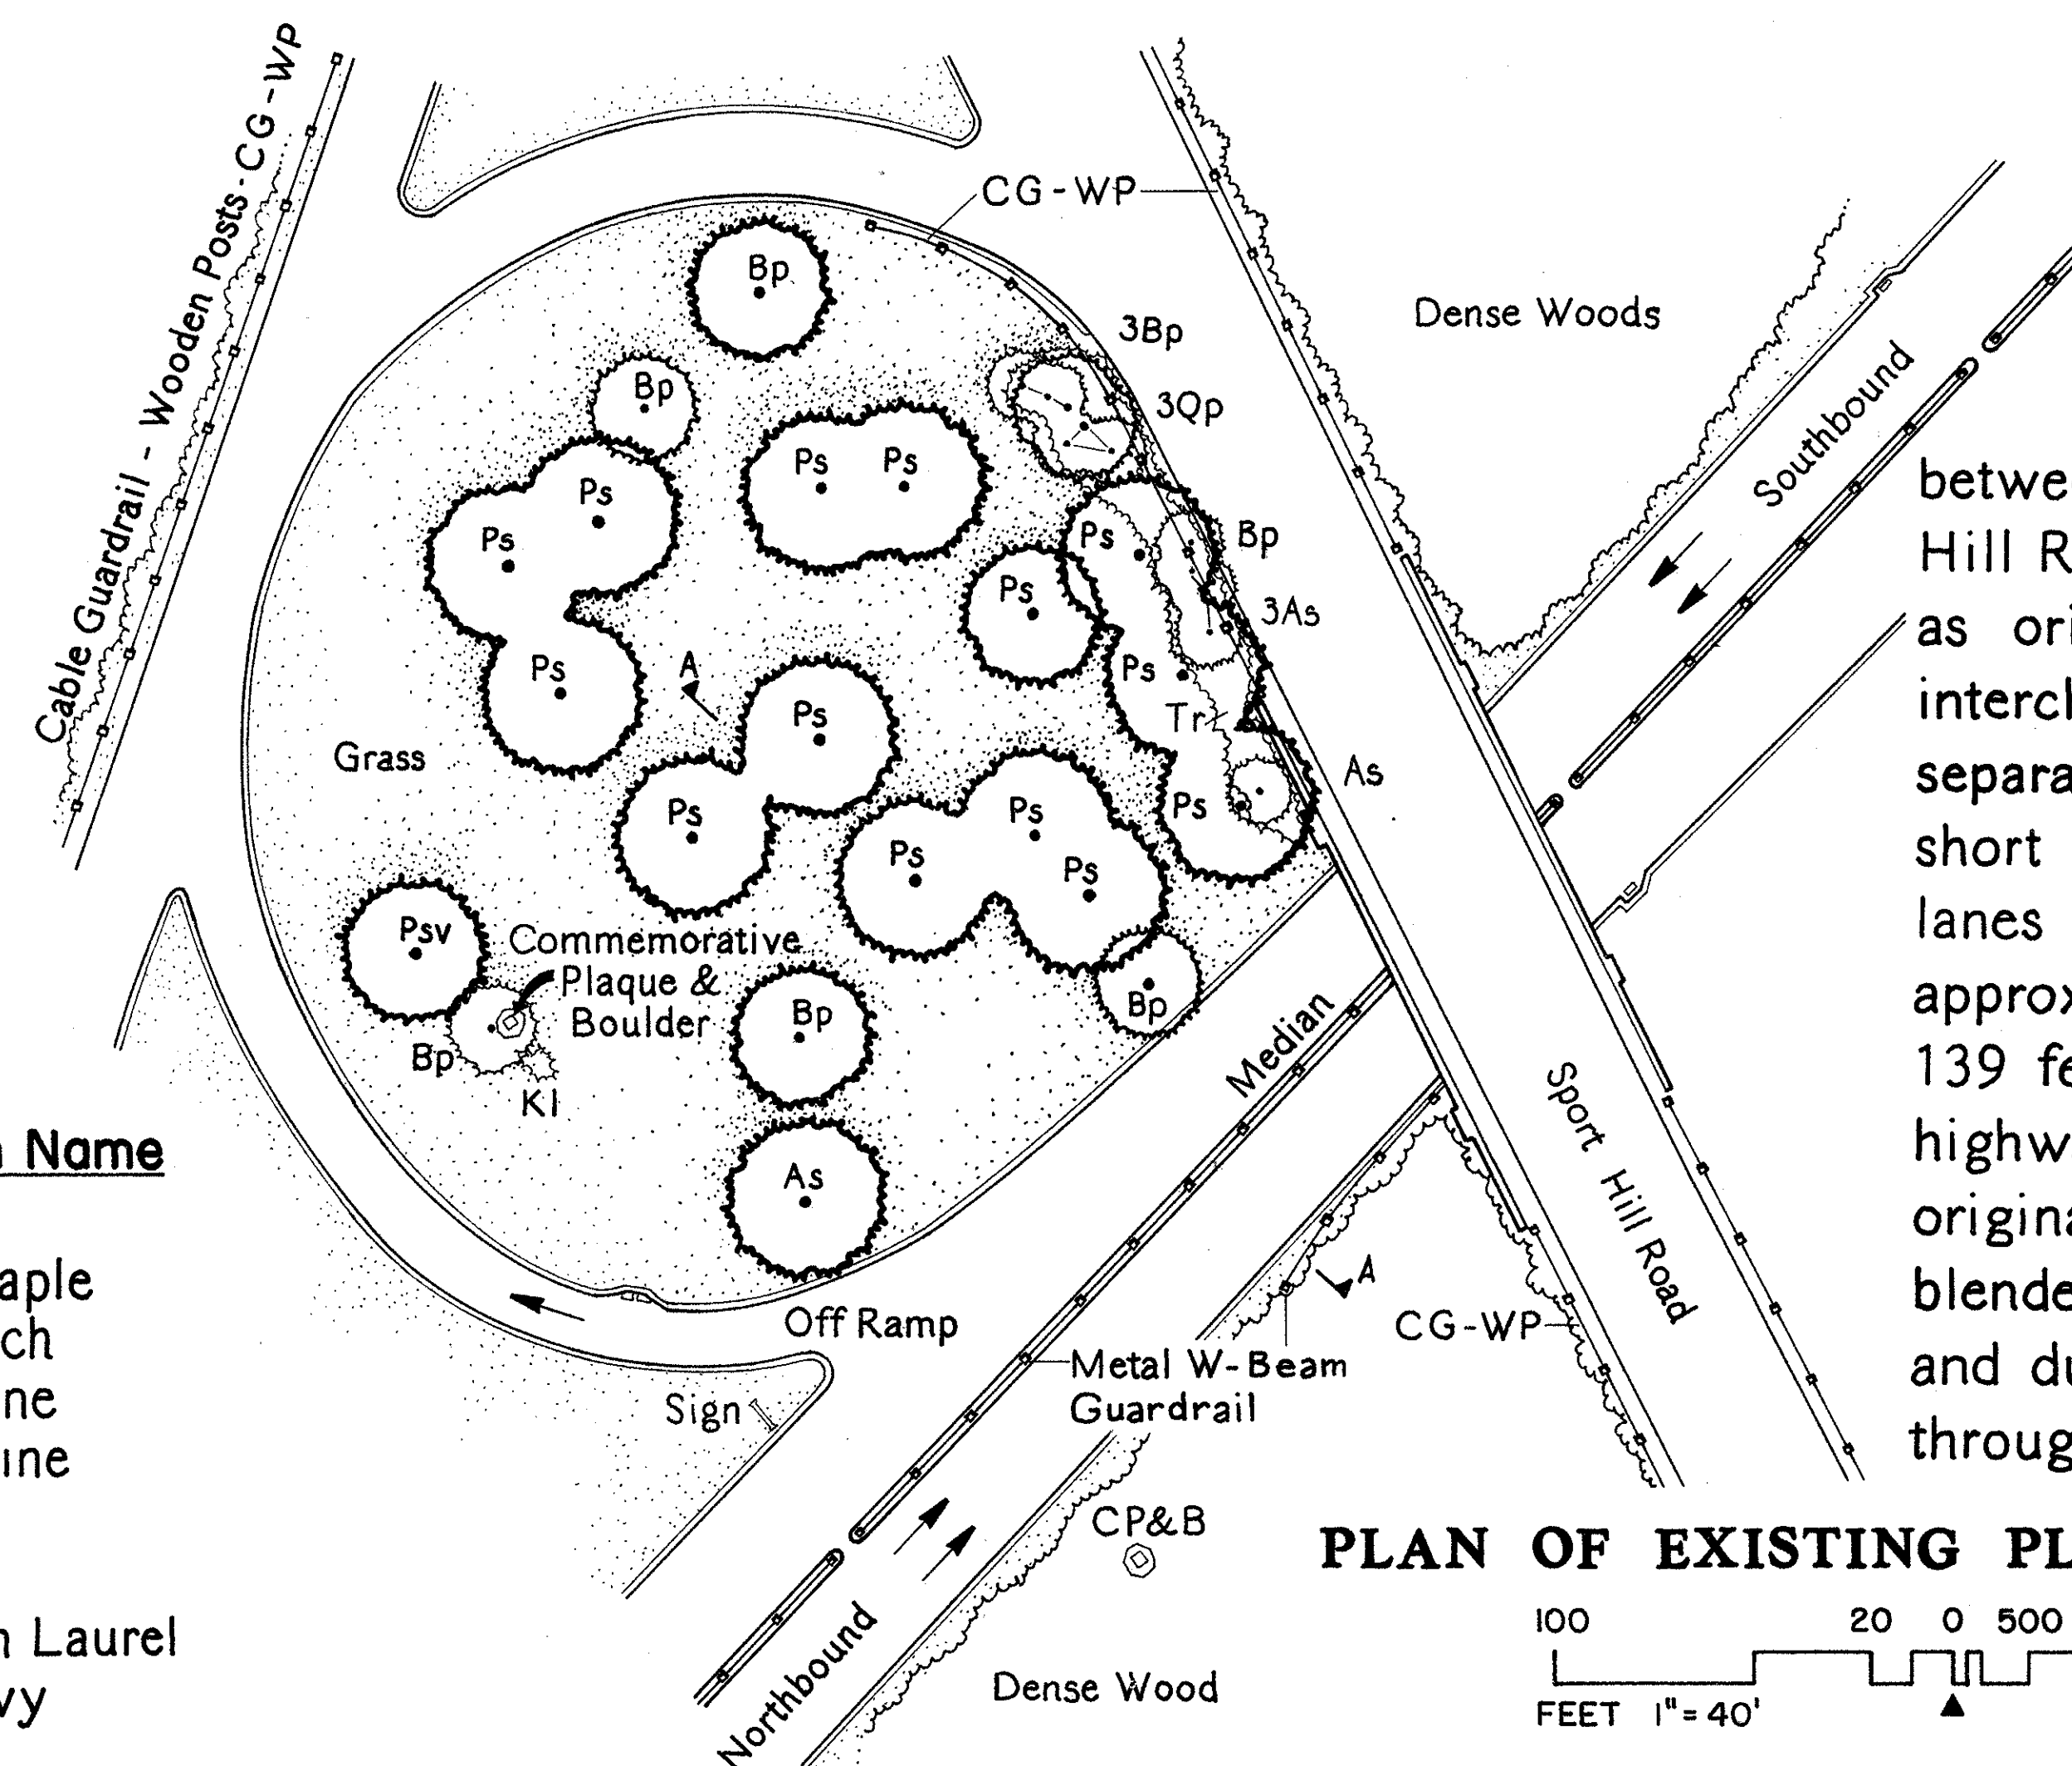 Cable Guardrail - Wooden Posts - CG - WP
CG - WP
Bp
3Bp
Dense Woods
Bp
3Qp
Southbound
Ps
Ps
Ps
Ps
Ps
Bp
Ps
3As
Ps
A
Ps
Ps
Tr
Grass
As
Ps
Ps
Ps
Ps
Ps
Psv
Commemorative
Plaque &
Boulder
Bp
Bp
Bp
Kl
Median
As
Sport Hill Road
A
Off Ramp
CG-WP
Metal W-Beam
Guardrail
Sign
CP&B
Northbound
Dense Wood
Name
aple
ch
ne
ine
Laurel
vy
betwe
Hill R
as ori
interch
separa
short
lanes
approx
139 fe
highw
origina
blende
and du
throug
PLAN OF EXISTING PL
100 20 0 500
FEET 1"=40'